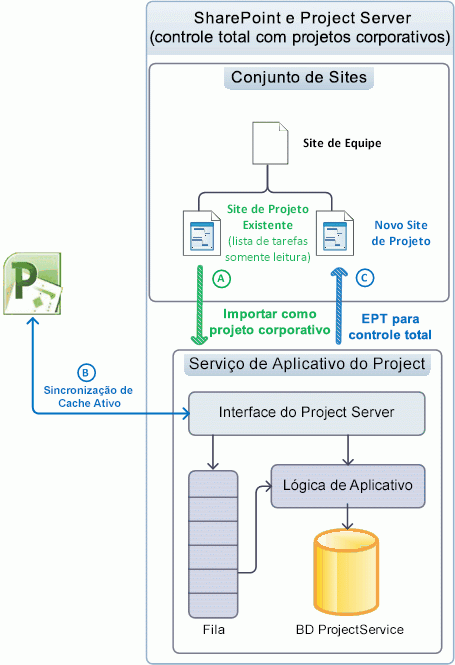 SharePoint e Project Server
(controle total com projetos corporativos)
Conjunto de Sites
Site de Equipe
Site de Projeto
Existente
(lista de tarefas
somente leitura)
Novo Site
de Projeto
A
C
Importar como
projeto corporativo
EPT para
controle total
P
B
Sincronização de
Cache Ativo
Serviço de Aplicativo do Project
Interface do Project Server
Lógica de Aplicativo
Fila
BD ProjectService